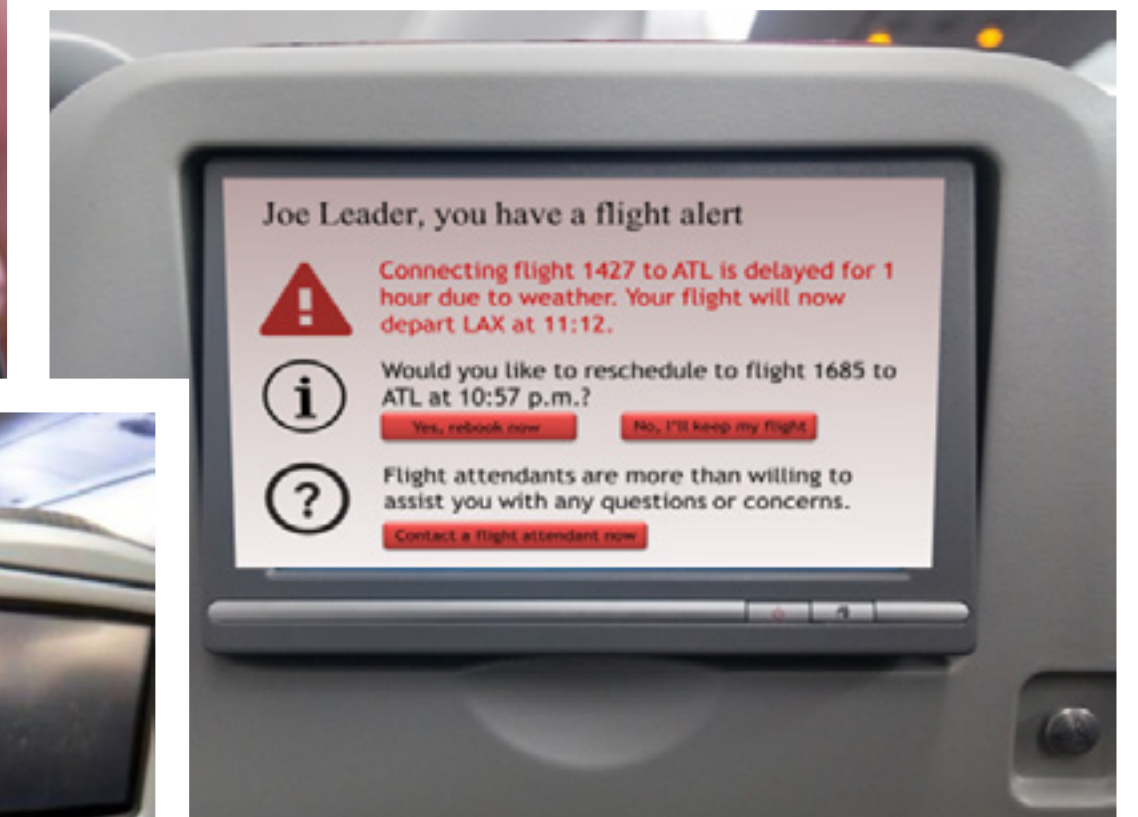 Joe Leader, you have a flight alert
Connecting flight 1427 to ATL is delayed for 1
hour due to weather. Your flight will now
depart LAX at 11:12.
Would you like to reschedule to flight 1685 to
ATL at 10:57 p.m.?
Yes, rebook now
No, I'll keep my flight
Flight attendants are more than willing to
assist you with any questions or concerns.
Contact a flight attendant now